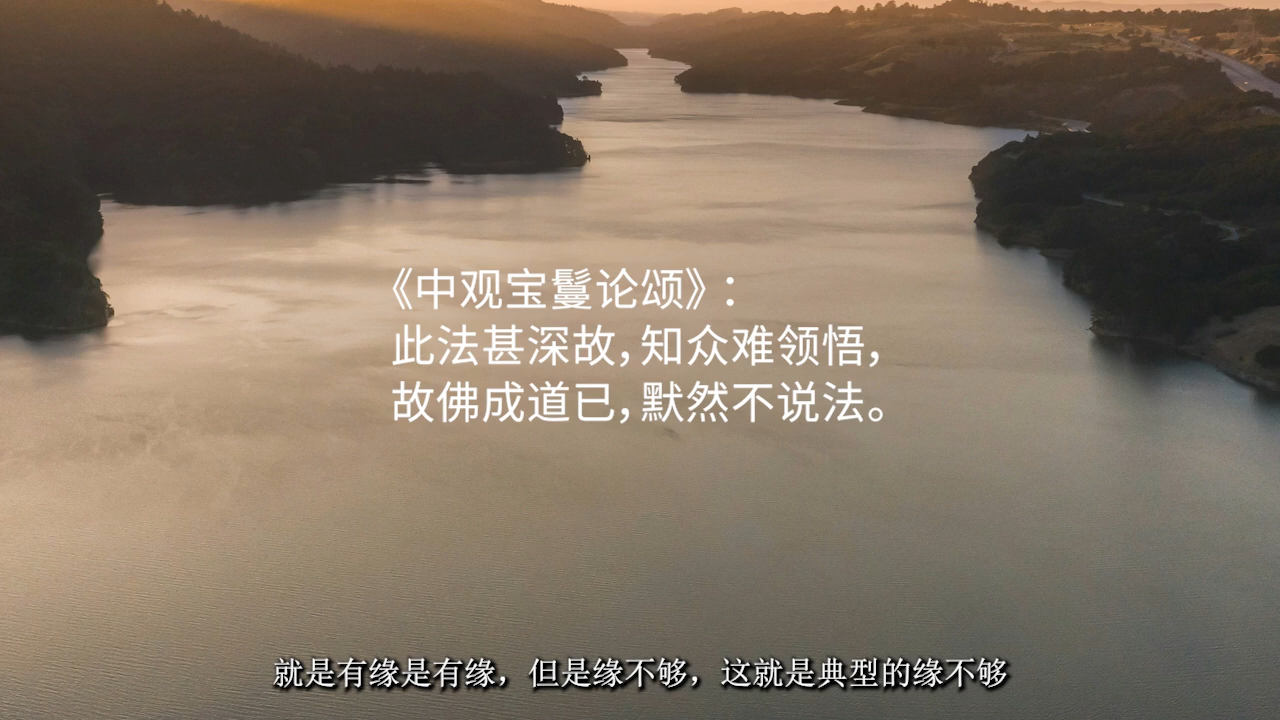 《中观宝鬘论颂》：
此法甚深故，知众难领悟，
故佛成道已，默然不说法。
就是有缘是有缘，但是缘不够，这就是典型的缘不够